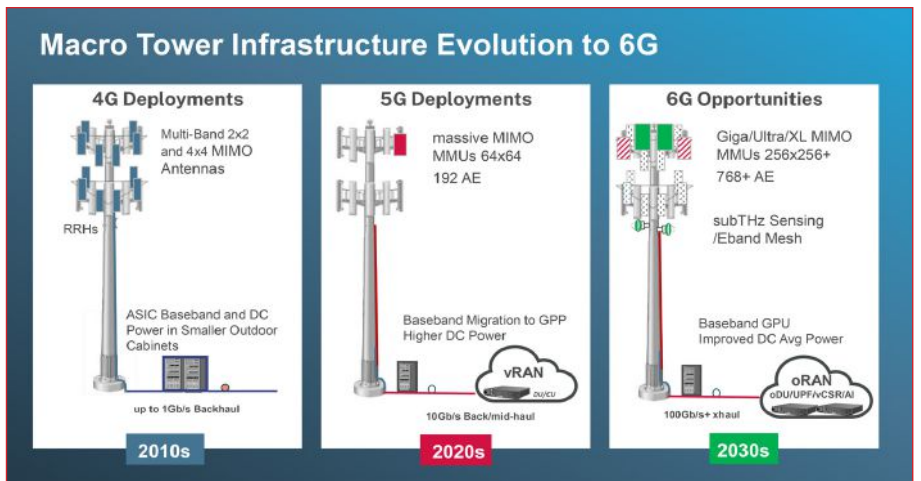 Macro Tower Infrastructure Evolution to 6G
4G Deployments
Multi-Band 2x2
and 4x4 MIMO
Antennas
RRHs
ASIC Baseband and DC
Power in Smaller Outdoor
Cabinets
up to 1Gb/s Backhaul
2010s
5G Deployments
massive MIMO
MMUs 64x64
192 AE
Baseband Migration to GPP
Higher DC Power
vRAN
DU/CU
10Gb/s Back/mid-haul
2020s
6G Opportunities
Giga/Ultra/XL MIMO
MMUs 256x256+
768+ AE
subTHz Sensing
/Eband Mesh
Baseband GPU
Improved DC Avg Power
oRAN
oDU/UPF/vCSR/AI
100Gb/s+ xhaul
2030s